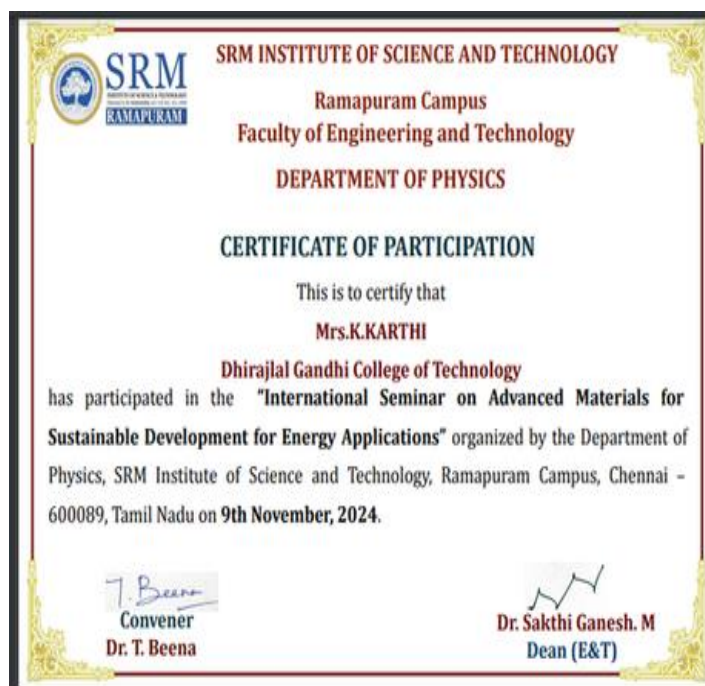 SRM
INSTITUTE OF SCIENCE & TECHNOLOGY
RAMAPURAM
SRM INSTITUTE OF SCIENCE AND TECHNOLOGY
Ramapuram Campus
Faculty of Engineering and Technology
DEPARTMENT OF PHYSICS
CERTIFICATE OF PARTICIPATION
This is to certify that
Mrs.K.KARTHI
Dhirajlal Gandhi College of Technology
has participated in the "International Seminar on Advanced Materials for
Sustainable Development for Energy Applications" organized by the Department of
Physics, SRM Institute of Science and Technology, Ramapuram Campus, Chennai –
600089, Tamil Nadu on 9th November, 2024.
T. Beena
Convener
Dr. T. Beena
Dr. Sakthi Ganesh. M
Dean (E&T)